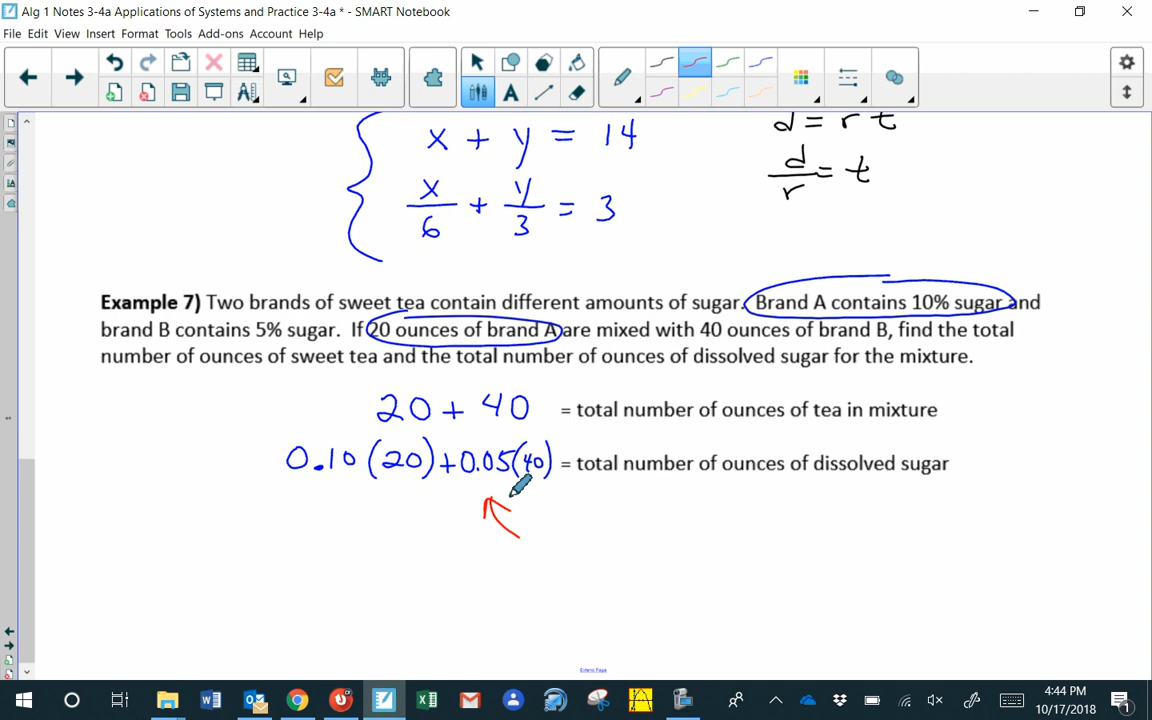 Alg 1 Notes 3-4a Applications of Systems and Practice 3-4a * - SMART Notebook
File Edit View Insert Format Tools Add-ons Account Help
x + y = 14
d = r t
x/6 + y/3 = 3
d/r = t
Example 7) Two brands of sweet tea contain different amounts of sugar. Brand A contains 10% sugar and
brand B contains 5% sugar. If 20 ounces of brand A are mixed with 40 ounces of brand B, find the total
number of ounces of sweet tea and the total number of ounces of dissolved sugar for the mixture.
20 + 40 = total number of ounces of tea in mixture
0.10(20)+0.05(40) = total number of ounces of dissolved sugar
Extend Page
4:44 PM
10/17/2018